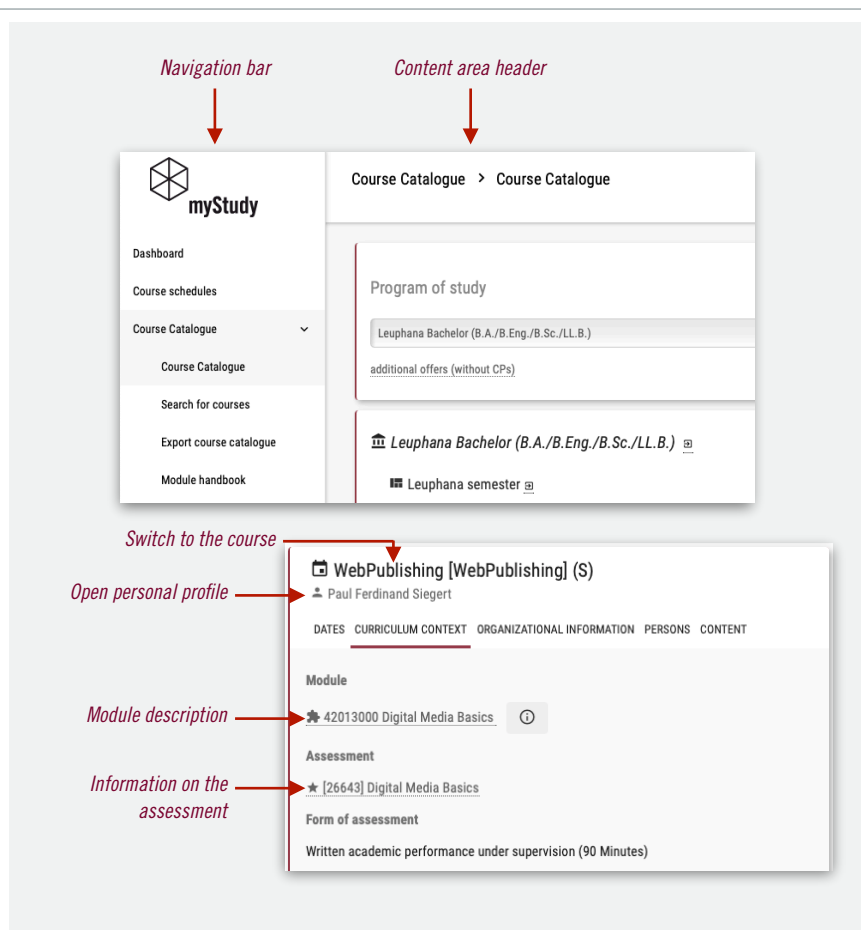 Navigation bar
Content area header
myStudy
Course Catalogue > Course Catalogue
Dashboard
Course schedules
Course Catalogue
Course Catalogue
Search for courses
Export course catalogue
Module handbook
Program of study
Leuphana Bachelor (B.A./B.Eng./B.Sc./LL.B.)
additional offers (without CPs)
Leuphana Bachelor (B.A./B.Eng./B.Sc./LL.B.)
Leuphana semester
Switch to the course
Open personal profile
Module description
Information on the
assessment
WebPublishing [WebPublishing] (S)
Paul Ferdinand Siegert
DATES CURRICULUM CONTEXT ORGANIZATIONAL INFORMATION PERSONS CONTENT
Module
42013000 Digital Media Basics
Assessment
[26643] Digital Media Basics
Form of assessment
Written academic performance under supervision (90 Minutes)